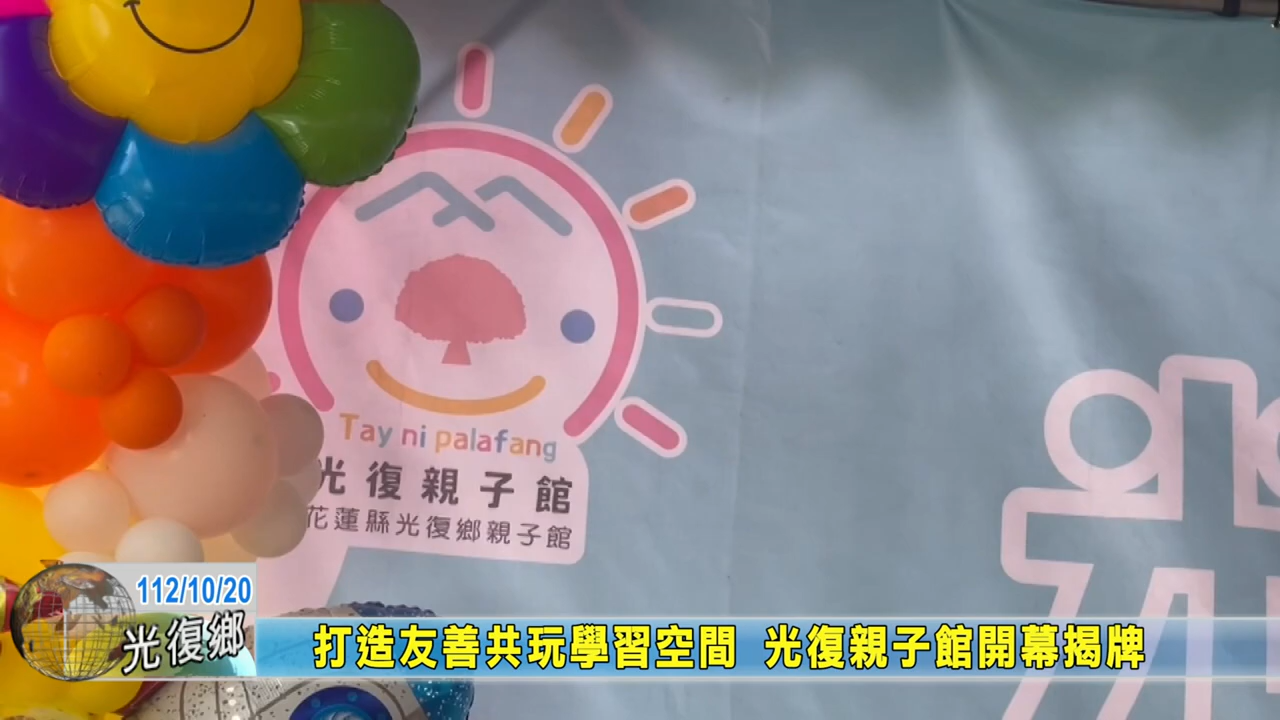 Tay ni palafang
光復親子館
花蓮縣光復鄉親子館
光
112/10/20
光復鄉
打造友善共玩學習空間 光復親子館開幕揭牌